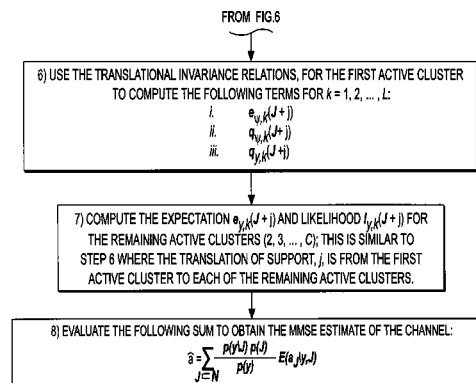 FROM FIG.6
6) USE THE TRANSLATIONAL INVARIANCE RELATIONS, FOR THE FIRST ACTIVE CLUSTER
TO COMPUTE THE FOLLOWING TERMS FOR k = 1, 2, ... , L:
i. e_{ψ,k}(J + j)
ii. q_{ψ,k}(J+ j)
iii. q_{y,k}(J +j)
7) COMPUTE THE EXPECTATION e_{y,k}(J + j) AND LIKELIHOOD l_{y,k}(J + j) FOR
THE REMAINING ACTIVE CLUSTERS (2, 3, ... , C); THIS IS SIMILAR TO
STEP 6 WHERE THE TRANSLATION OF SUPPORT, j, IS FROM THE FIRST
ACTIVE CLUSTER TO EACH OF THE REMAINING ACTIVE CLUSTERS.
8) EVALUATE THE FOLLOWING SUM TO OBTAIN THE MMSE ESTIMATE OF THE CHANNEL:
â = ∑_{J⊂N} p(y\J) p(J) / p(y) E(a_J|y,J)